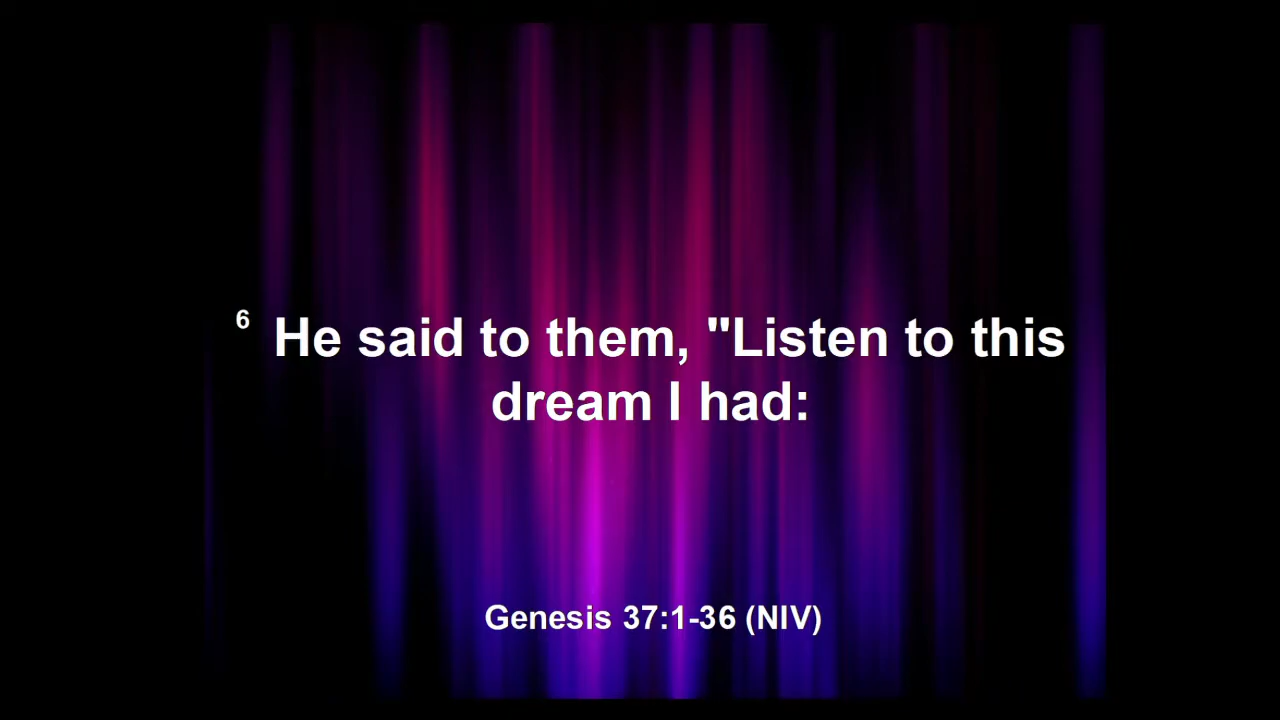 6 He said to them, "Listen to this
dream I had:
Genesis 37:1-36 (NIV)